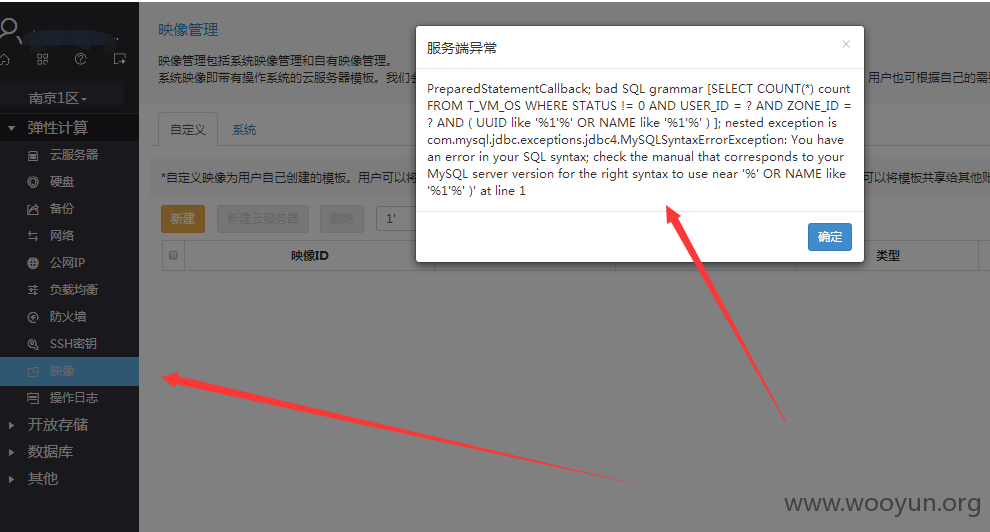 映像管理
映像管理包括系统映像管理和自有映像管理。
系统映像即带有操作系统的云服务器模板。我们会
用户也可根据自己的需
南京1区
弹性计算
云服务器
硬盘
备份
网络
公网IP
负载均衡
防火墙
SSH密钥
映像
操作日志
开放存储
数据库
其他
自定义
系统
*自定义映像为用户自己创建的模板。用户可以将
可以将模板共享给其他账
新建
新建云服务器
删除
1'
映像ID
类型
服务端异常
×
PreparedStatementCallback; bad SQL grammar [SELECT COUNT(*) count
FROM T_VM_OS WHERE STATUS != 0 AND USER_ID = ? AND ZONE_ID =
? AND ( UUID like '%1'%' OR NAME like '%1'%' ) ]; nested exception is
com.mysql.jdbc.exceptions.jdbc4.MySQLSyntaxErrorException: You have
an error in your SQL syntax; check the manual that corresponds to your
MySQL server version for the right syntax to use near '%' OR NAME like
'%1'%' )' at line 1
确定
www.wooyun.org